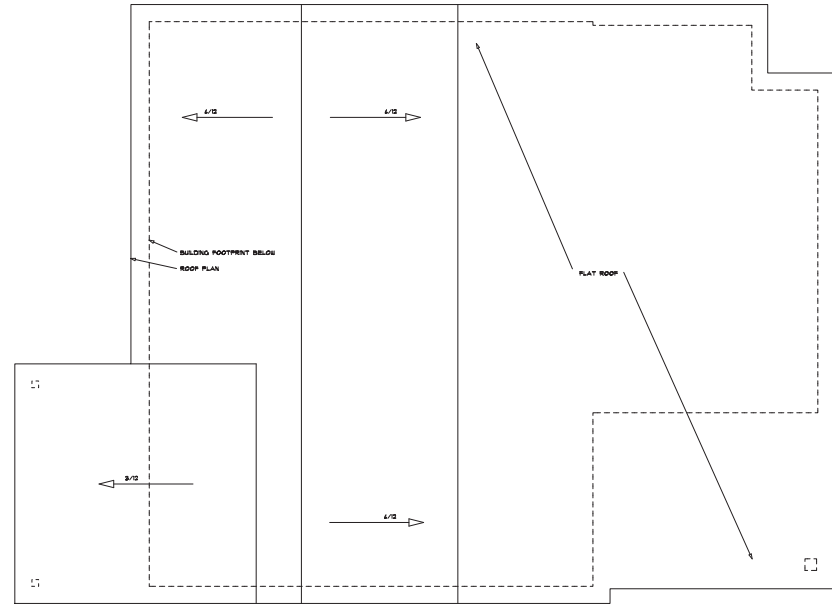 6/12
6/12
BUILDING FOOTPRINT BELOW
ROOF PLAN
FLAT ROOF
3/12
6/12